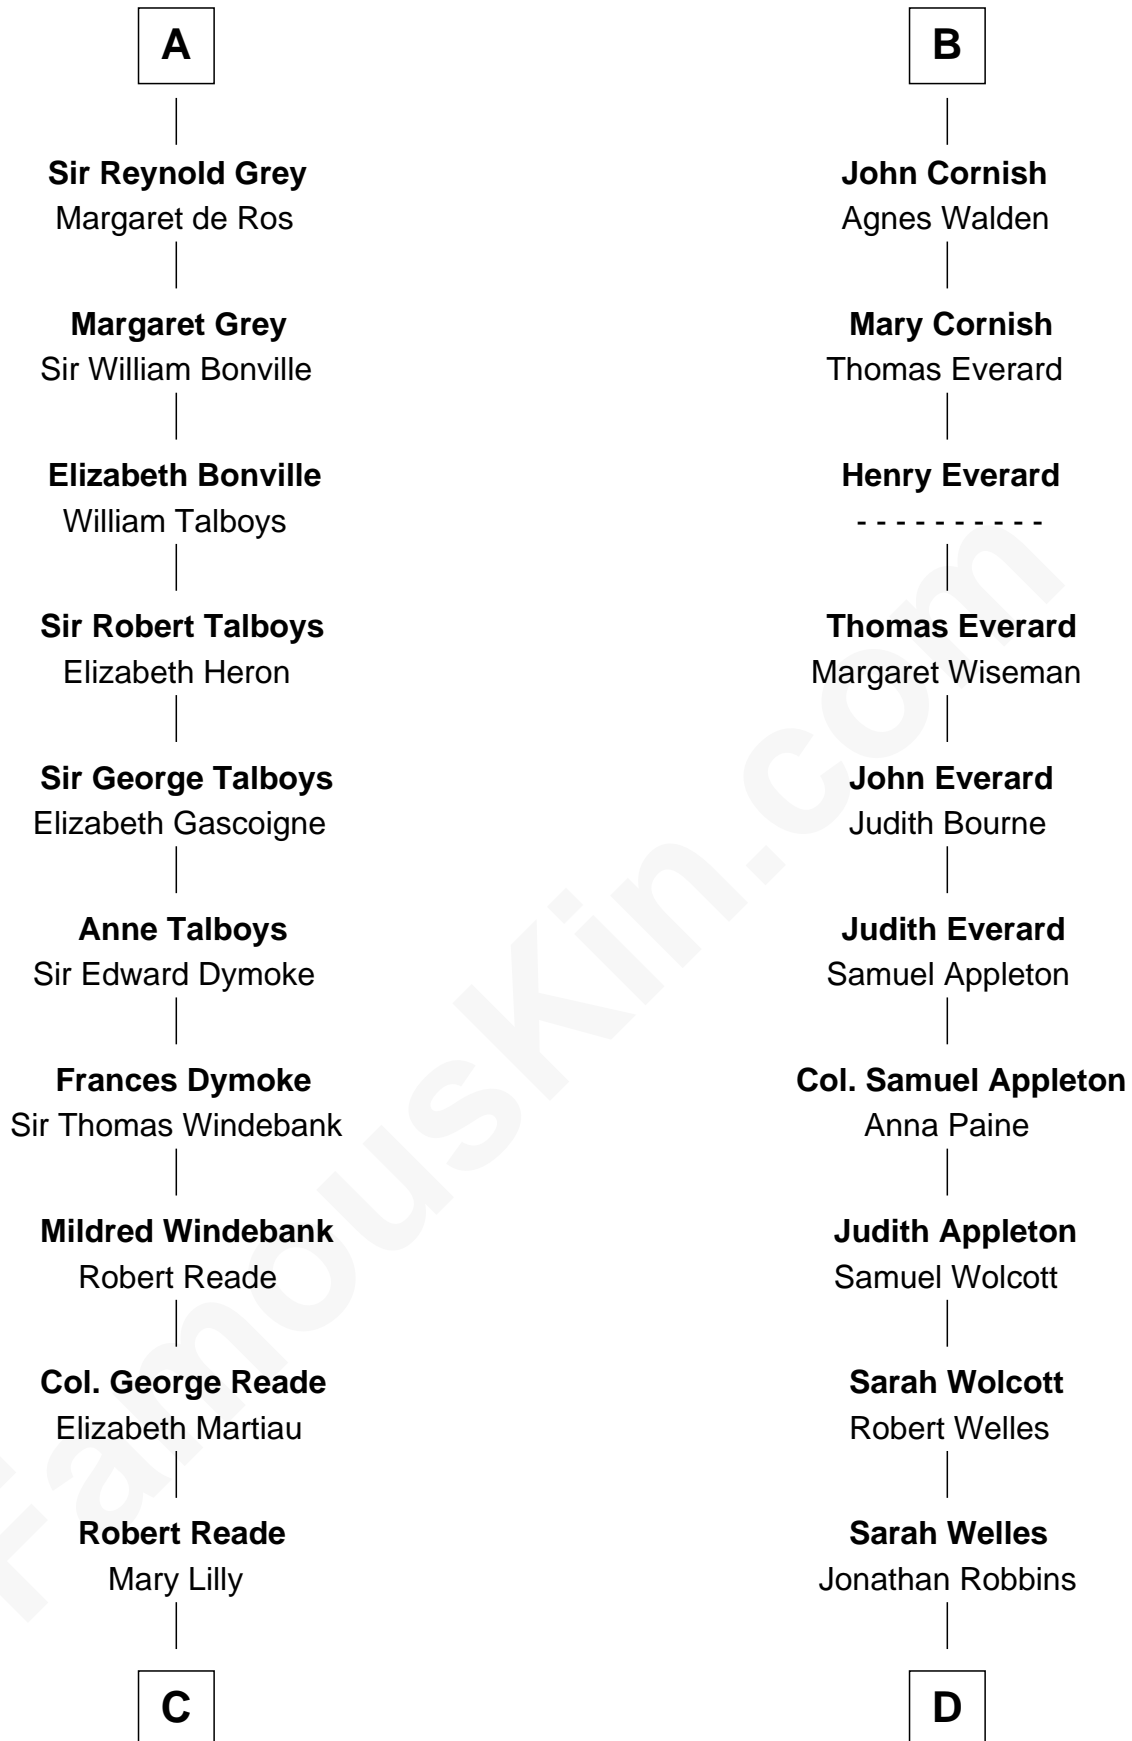 A
Sir Reynold Grey
Margaret de Ros
Margaret Grey
Sir William Bonville
Elizabeth Bonville
William Talboys
Sir Robert Talboys
Elizabeth Heron
Sir George Talboys
Elizabeth Gascoigne
Anne Talboys
Sir Edward Dymoke
Frances Dymoke
Sir Thomas Windebank
Mildred Windebank
Robert Reade
Col. George Reade
Elizabeth Martiau
Robert Reade
Mary Lilly
C
B
John Cornish
Agnes Walden
Mary Cornish
Thomas Everard
Henry Everard
- - - - - - - - - -
Thomas Everard
Margaret Wiseman
John Everard
Judith Bourne
Judith Everard
Samuel Appleton
Col. Samuel Appleton
Anna Paine
Judith Appleton
Samuel Wolcott
Sarah Wolcott
Robert Welles
Sarah Welles
Jonathan Robbins
D
FamousKin.com